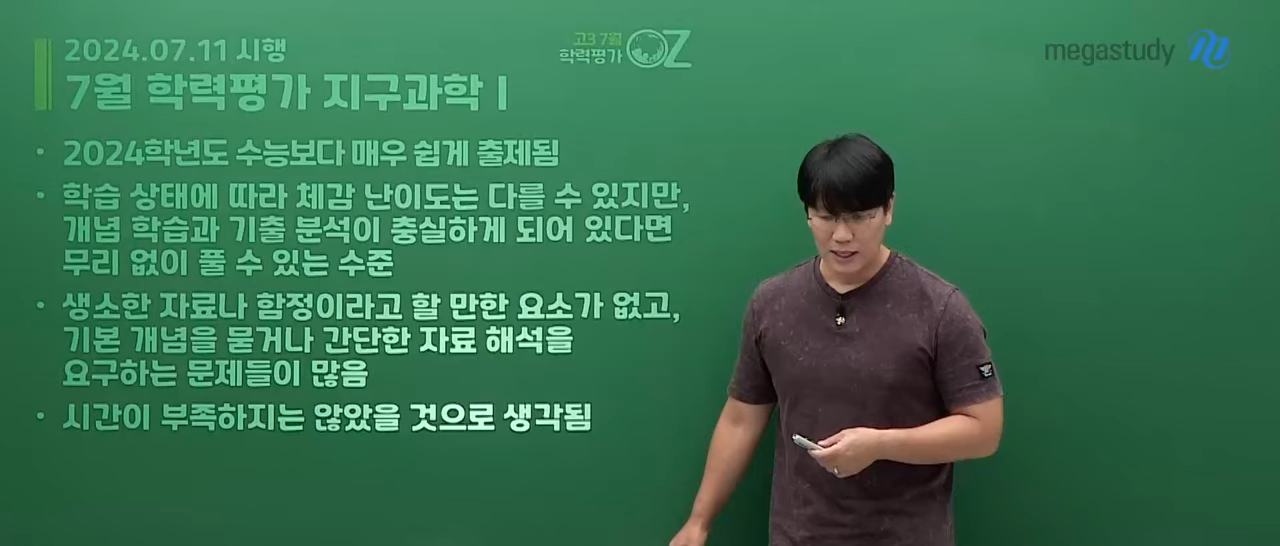 2024.07.11 시행
7월 학력평가 지구과학 I
고3 7월
학력평가 OZ
megastudy
• 2024학년도 수능보다 매우 쉽게 출제됨
• 학습 상태에 따라 체감 난이도는 다를 수 있지만,
개념 학습과 기출 분석이 충실하게 되어 있다면
무리 없이 풀 수 있는 수준
• 생소한 자료나 함정이라고 할 만한 요소가 없고,
기본 개념을 묻거나 간단한 자료 해석을
요구하는 문제들이 많음
• 시간이 부족하지는 않았을 것으로 생각됨